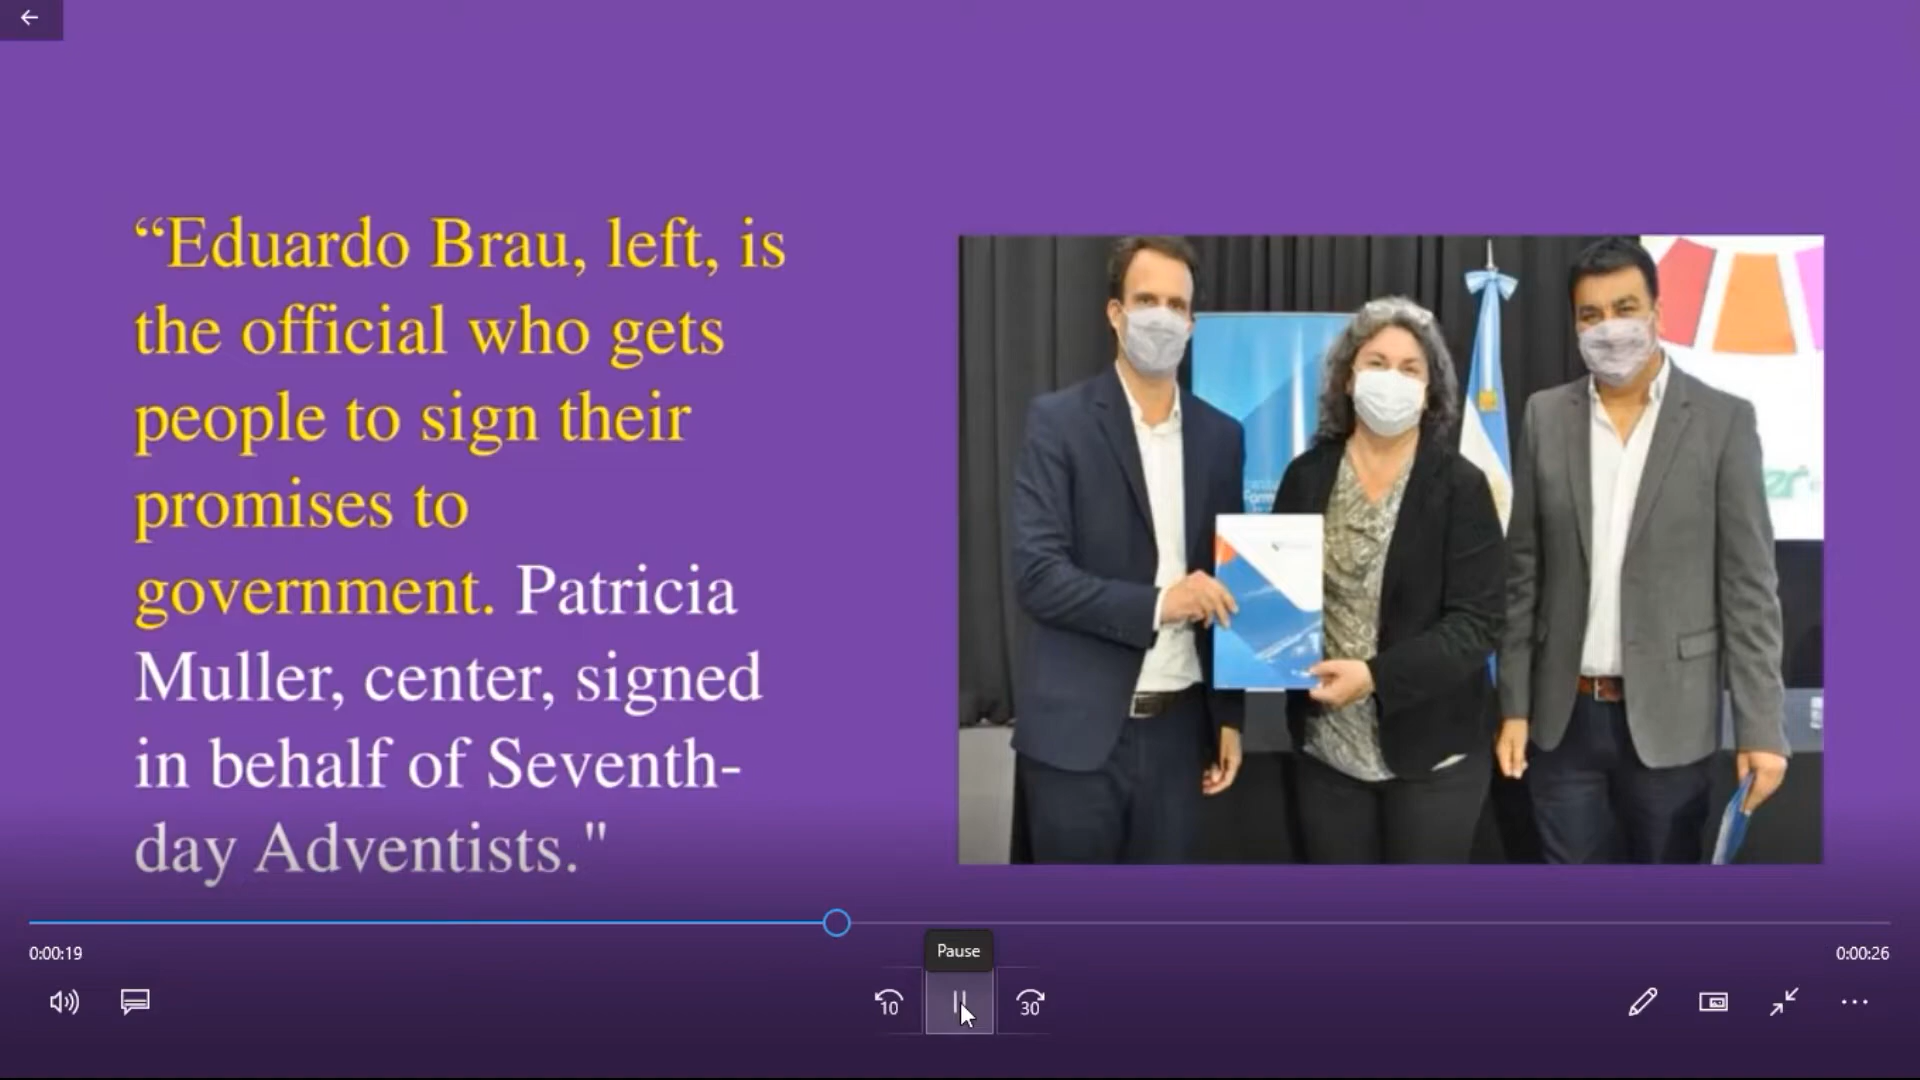 “Eduardo Brau, left, is
the official who gets
people to sign their
promises to
government. Patricia
Muller, center, signed
in behalf of Seventh-
day Adventists."
0:00:19
Pause
0:00:26
10
30